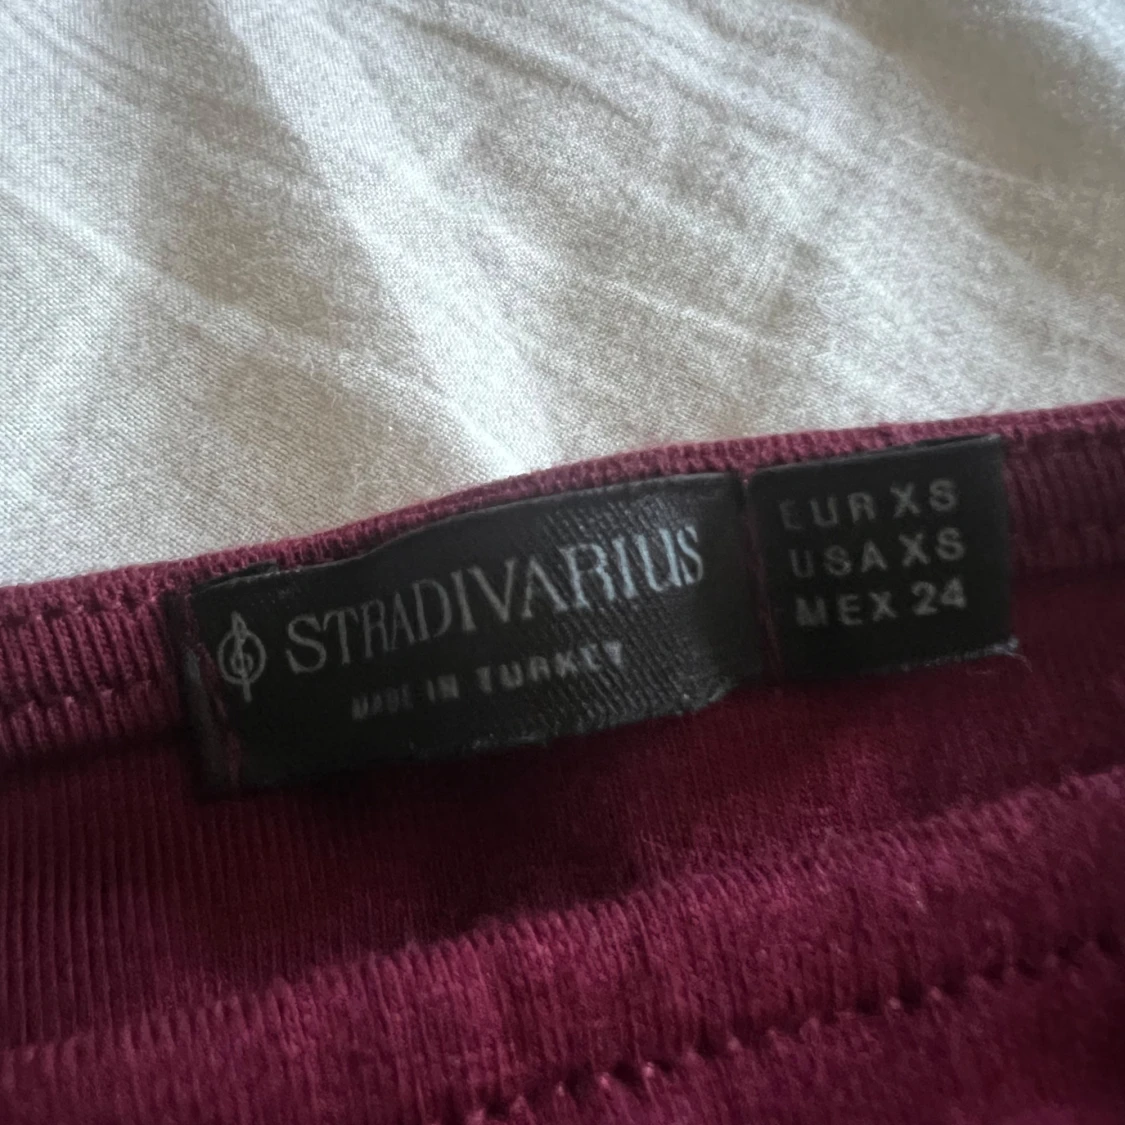 STRADIVARIUS
MADE IN TURKEY
EUR XS
USA XS
MEX 24